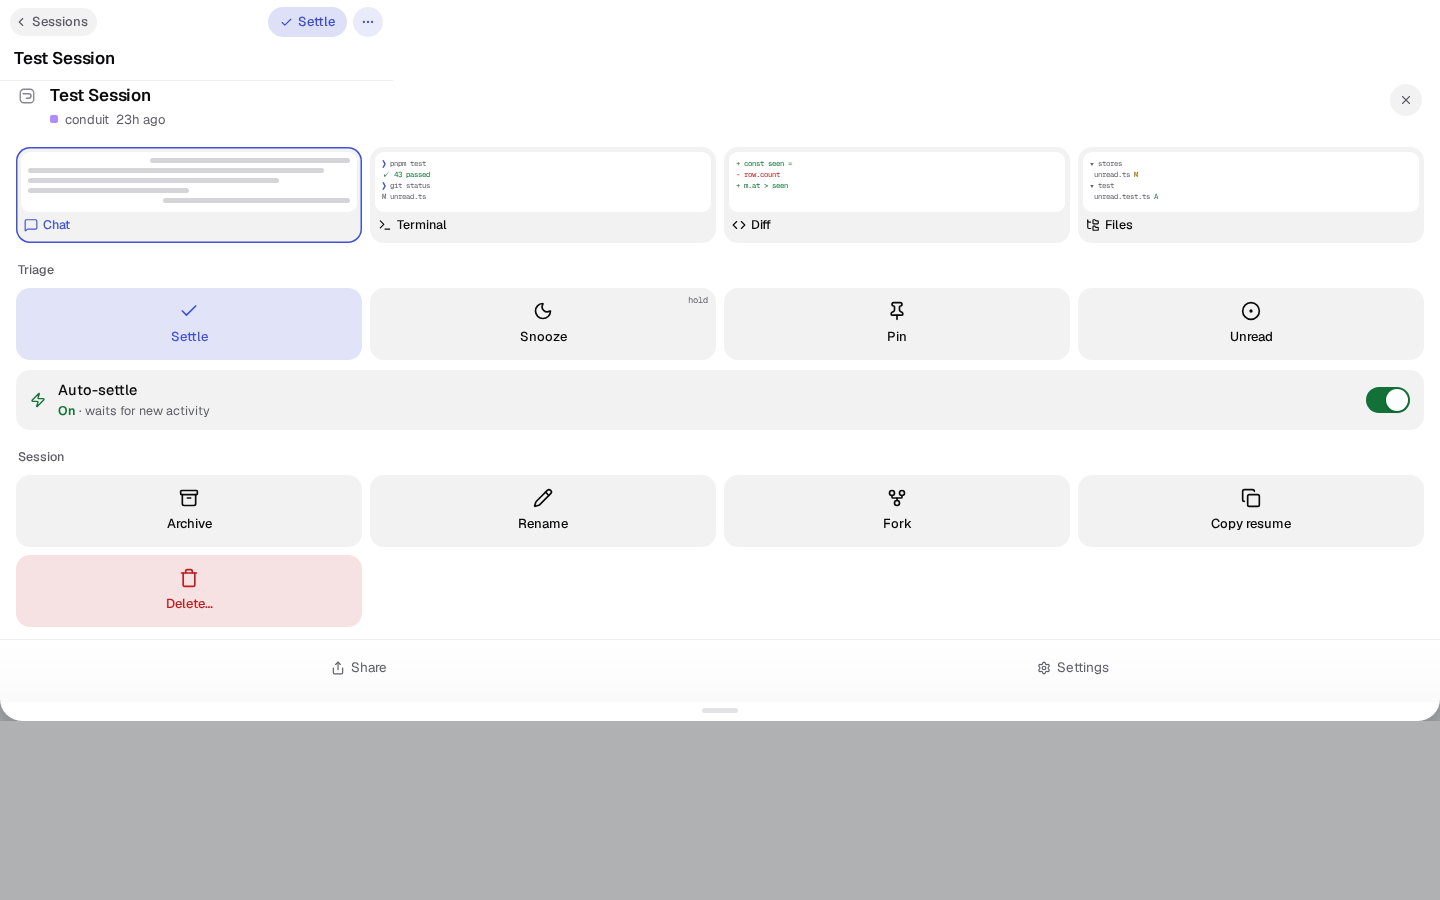 Sessions
Settle
Test Session
Test Session
conduit 23h ago
❯ pnpm test
✓ 43 passed
❯ git status
M unread.ts
+ const seen =
- row.count
+ m.at > seen
▾ stores
unread.ts M
▾ test
unread.test.ts A
Chat
Terminal
Diff
Files
Triage
hold
Settle
Snooze
Pin
Unread
Auto-settle
On · waits for new activity
Session
Archive
Rename
Fork
Copy resume
Delete...
Share
Settings